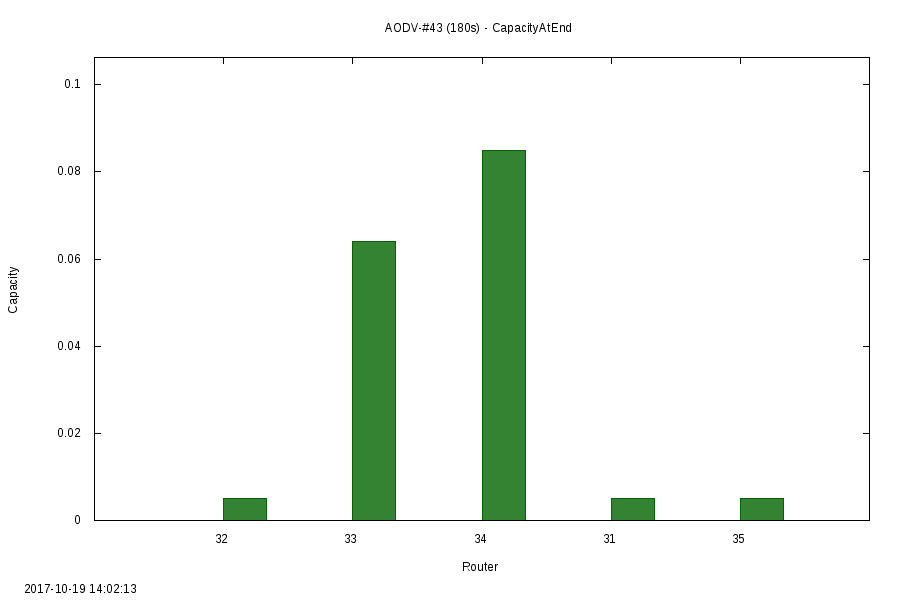 AODV-#43 (180s) - CapacityAtEnd
0.1
0.08
0.06
0.04
0.02
0
Capacity
32 33 34 31 35
Router
2017-10-19 14:02:13